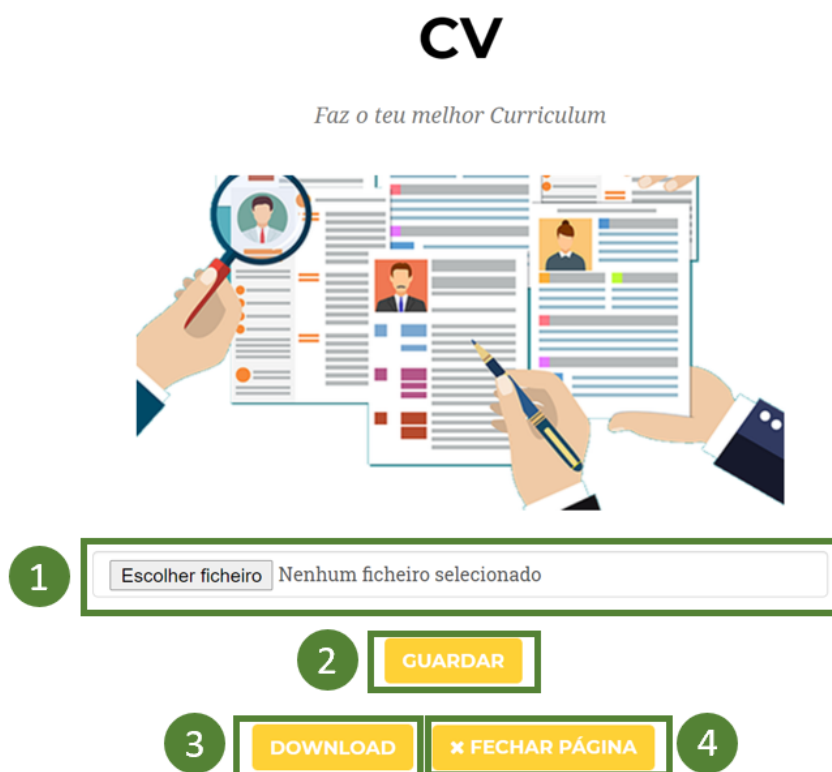 CV
Faz o teu melhor Curriculum
1 Escolher ficheiro Nenhum ficheiro selecionado
2 GUARDAR
3 DOWNLOAD × FECHAR PÁGINA 4